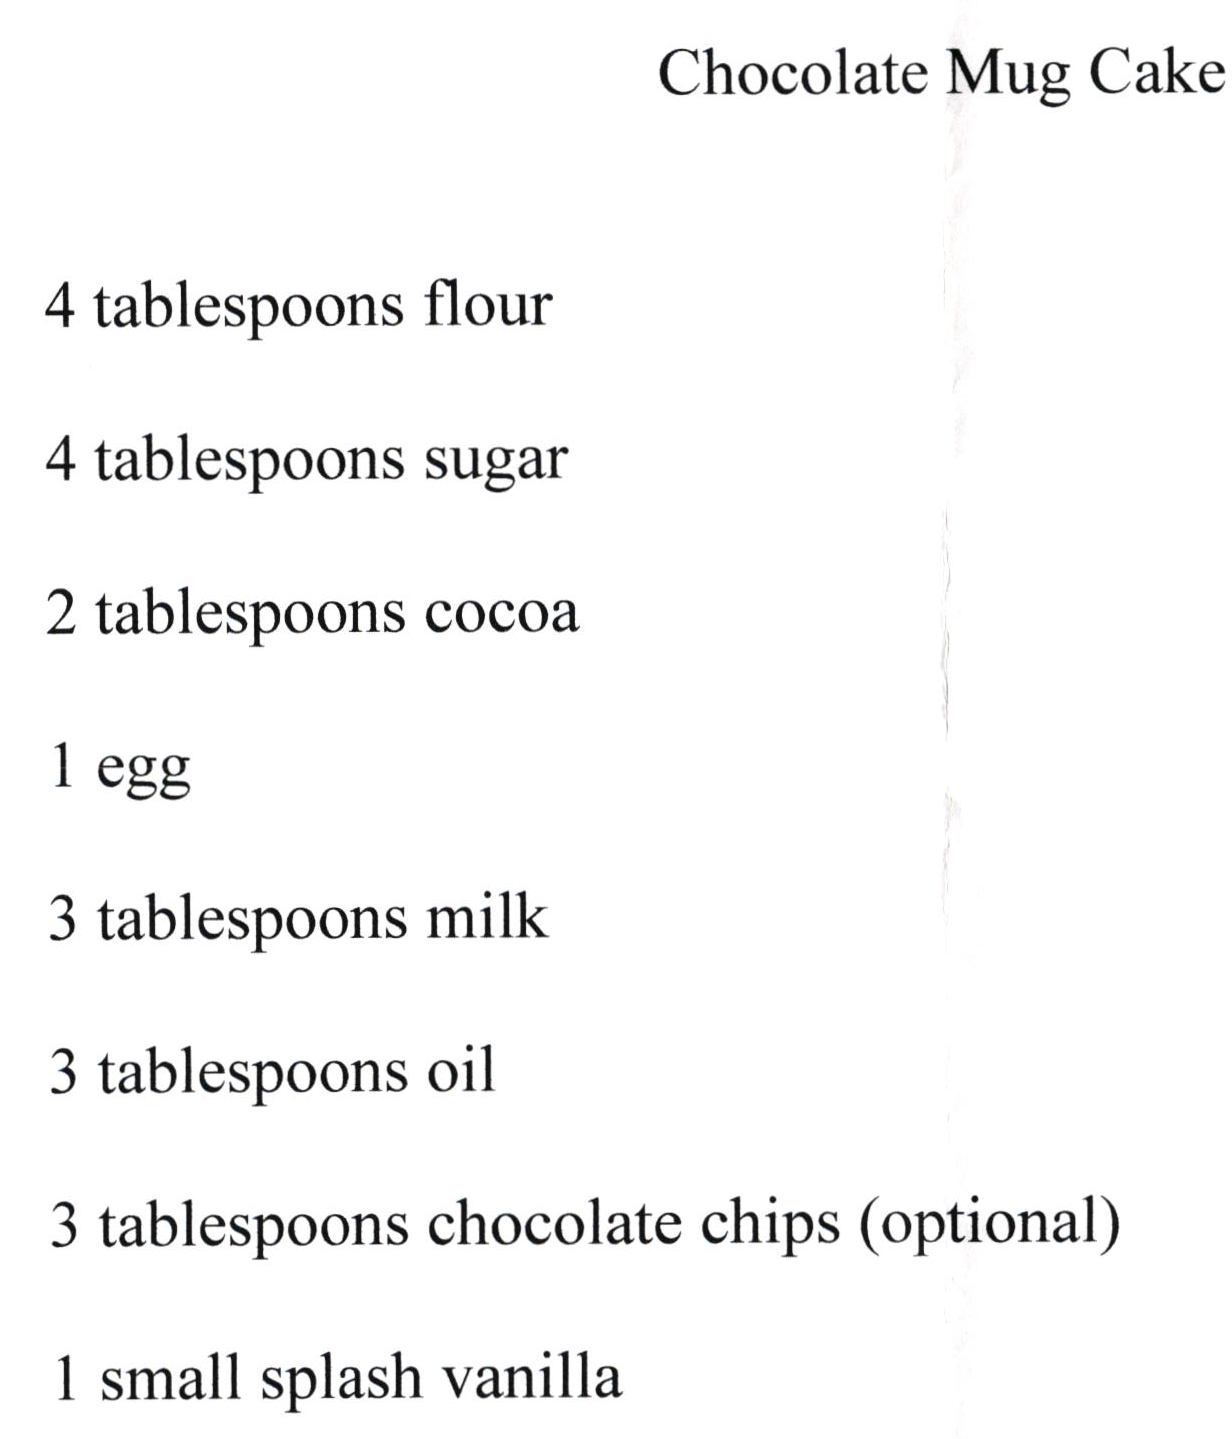 Chocolate Mug Cake
4 tablespoons flour
4 tablespoons sugar
2 tablespoons cocoa
1 egg
3 tablespoons milk
3 tablespoons oil
3 tablespoons chocolate chips (optional)
1 small splash vanilla